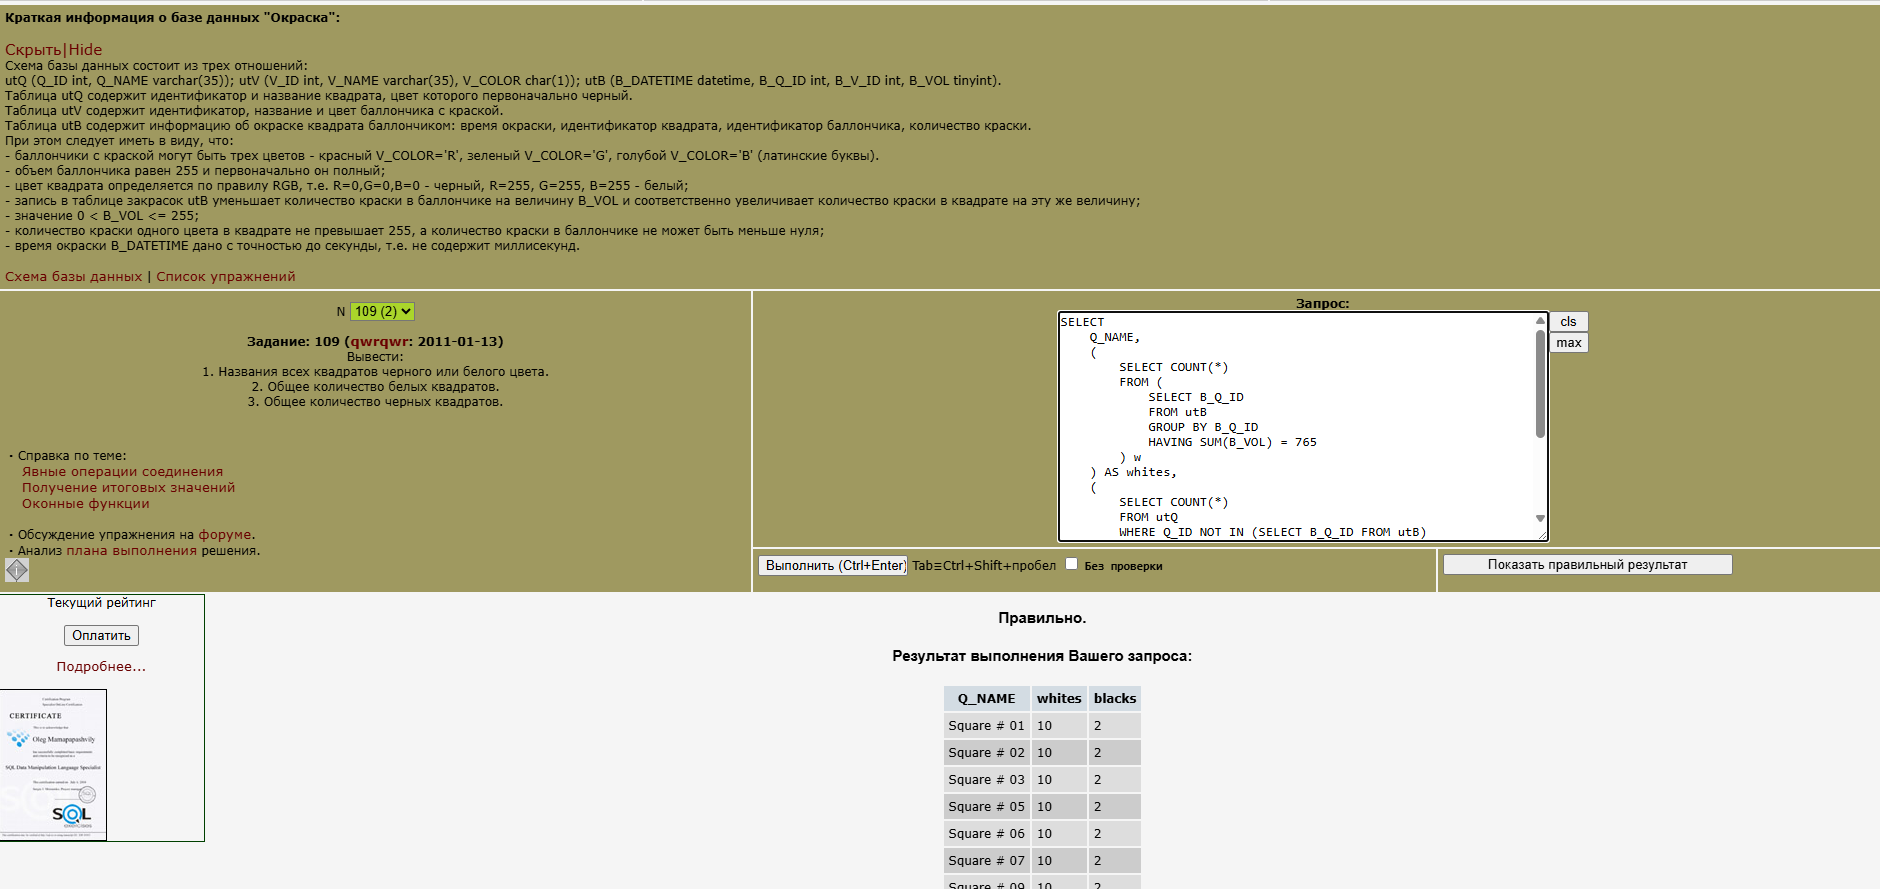 Краткая информация о базе данных "Окраска":
Скрыть|Hide
Схема базы данных состоит из трех отношений:
utQ (Q_ID int, Q_NAME varchar(35)); utV (V_ID int, V_NAME varchar(35), V_COLOR char(1)); utB (B_DATETIME datetime, B_Q_ID int, B_V_ID int, B_VOL tinyint).
Таблица utQ содержит идентификатор и название квадрата, цвет которого первоначально черный.
Таблица utV содержит идентификатор, название и цвет баллончика с краской.
Таблица utB содержит информацию об окраске квадрата баллончиком: время окраски, идентификатор квадрата, идентификатор баллончика, количество краски.
При этом следует иметь в виду, что:
- баллончики с краской могут быть трех цветов - красный V_COLOR='R', зеленый V_COLOR='G', голубой V_COLOR='B' (латинские буквы).
- объем баллончика равен 255 и первоначально он полный;
- цвет квадрата определяется по правилу RGB, т.е. R=0,G=0,B=0 - черный, R=255, G=255, B=255 - белый;
- запись в таблице закрасок utB уменьшает количество краски в баллончике на величину B_VOL и соответственно увеличивает количество краски в квадрате на эту же величину;
- значение 0 < B_VOL <= 255;
- количество краски одного цвета в квадрате не превышает 255, а количество краски в баллончике не может быть меньше нуля;
- время окраски B_DATETIME дано с точностью до секунды, т.е. не содержит миллисекунд.
Схема базы данных | Список упражнений
N 109 (2)
Задание: 109 (qwrqwr: 2011-01-13)
Вывести:
1. Названия всех квадратов черного или белого цвета.
2. Общее количество белых квадратов.
3. Общее количество черных квадратов.
· Справка по теме:
Явные операции соединения
Получение итоговых значений
Оконные функции
· Обсуждение упражнения на форуме.
· Анализ плана выполнения решения.
Запрос:
SELECT
Q_NAME,
(
SELECT COUNT(*)
FROM (
SELECT B_Q_ID
FROM utB
GROUP BY B_Q_ID
HAVING SUM(B_VOL) = 765
) w
) AS whites,
(
SELECT COUNT(*)
FROM utQ
WHERE Q_ID NOT IN (SELECT B_Q_ID FROM utB)
cls
max
Выполнить (Ctrl+Enter) Tab≡Ctrl+Shift+пробел Без проверки
Показать правильный результат
Текущий рейтинг
Оплатить
Подробнее...
CERTIFICATE
Oleg Mamapapashvily
SQL Data Manipulation Language Specialist
SQL
Правильно.
Результат выполнения Вашего запроса:
Q_NAME whites blacks
Square # 01 10 2
Square # 02 10 2
Square # 03 10 2
Square # 05 10 2
Square # 06 10 2
Square # 07 10 2
Square # 09 10 2